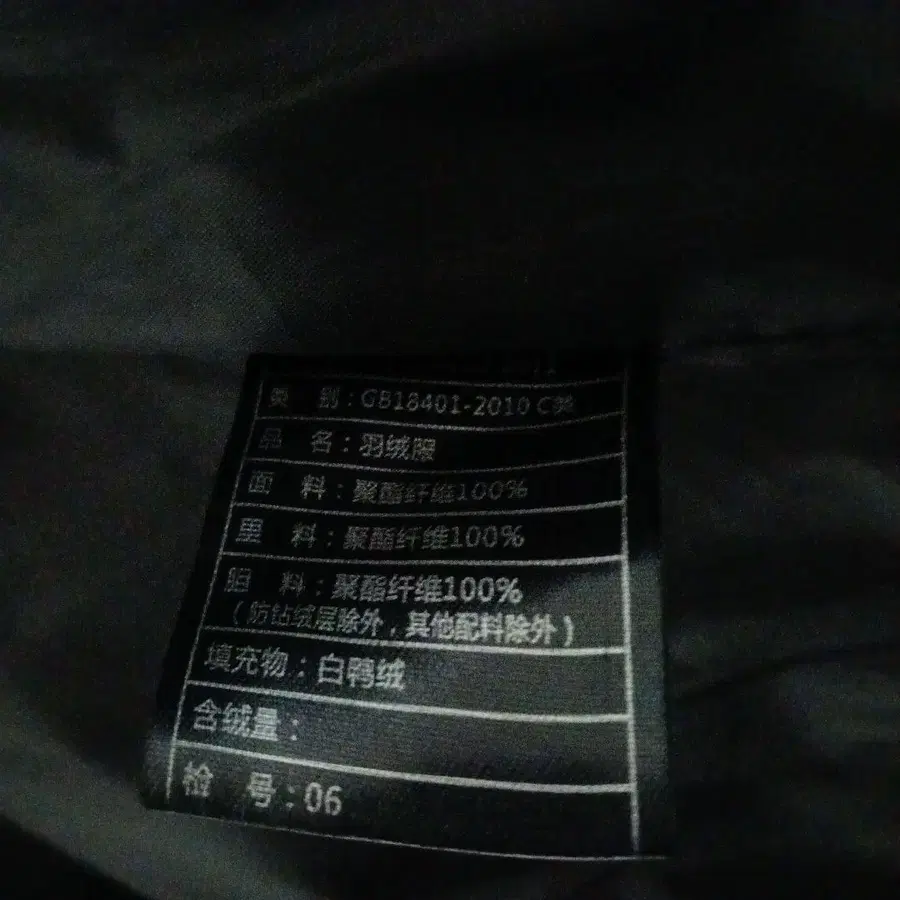 类 别：GB18401-2010 C类
品 名：羽绒服
面 料：聚酯纤维100%
里 料：聚酯纤维100%
胆 料：聚酯纤维100%
（防钻绒层除外，其他配料除外）
填充物：白鸭绒
含绒量：
检 号：06